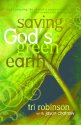 saving
God's
green
earth
tri robinson
with jason chatraw